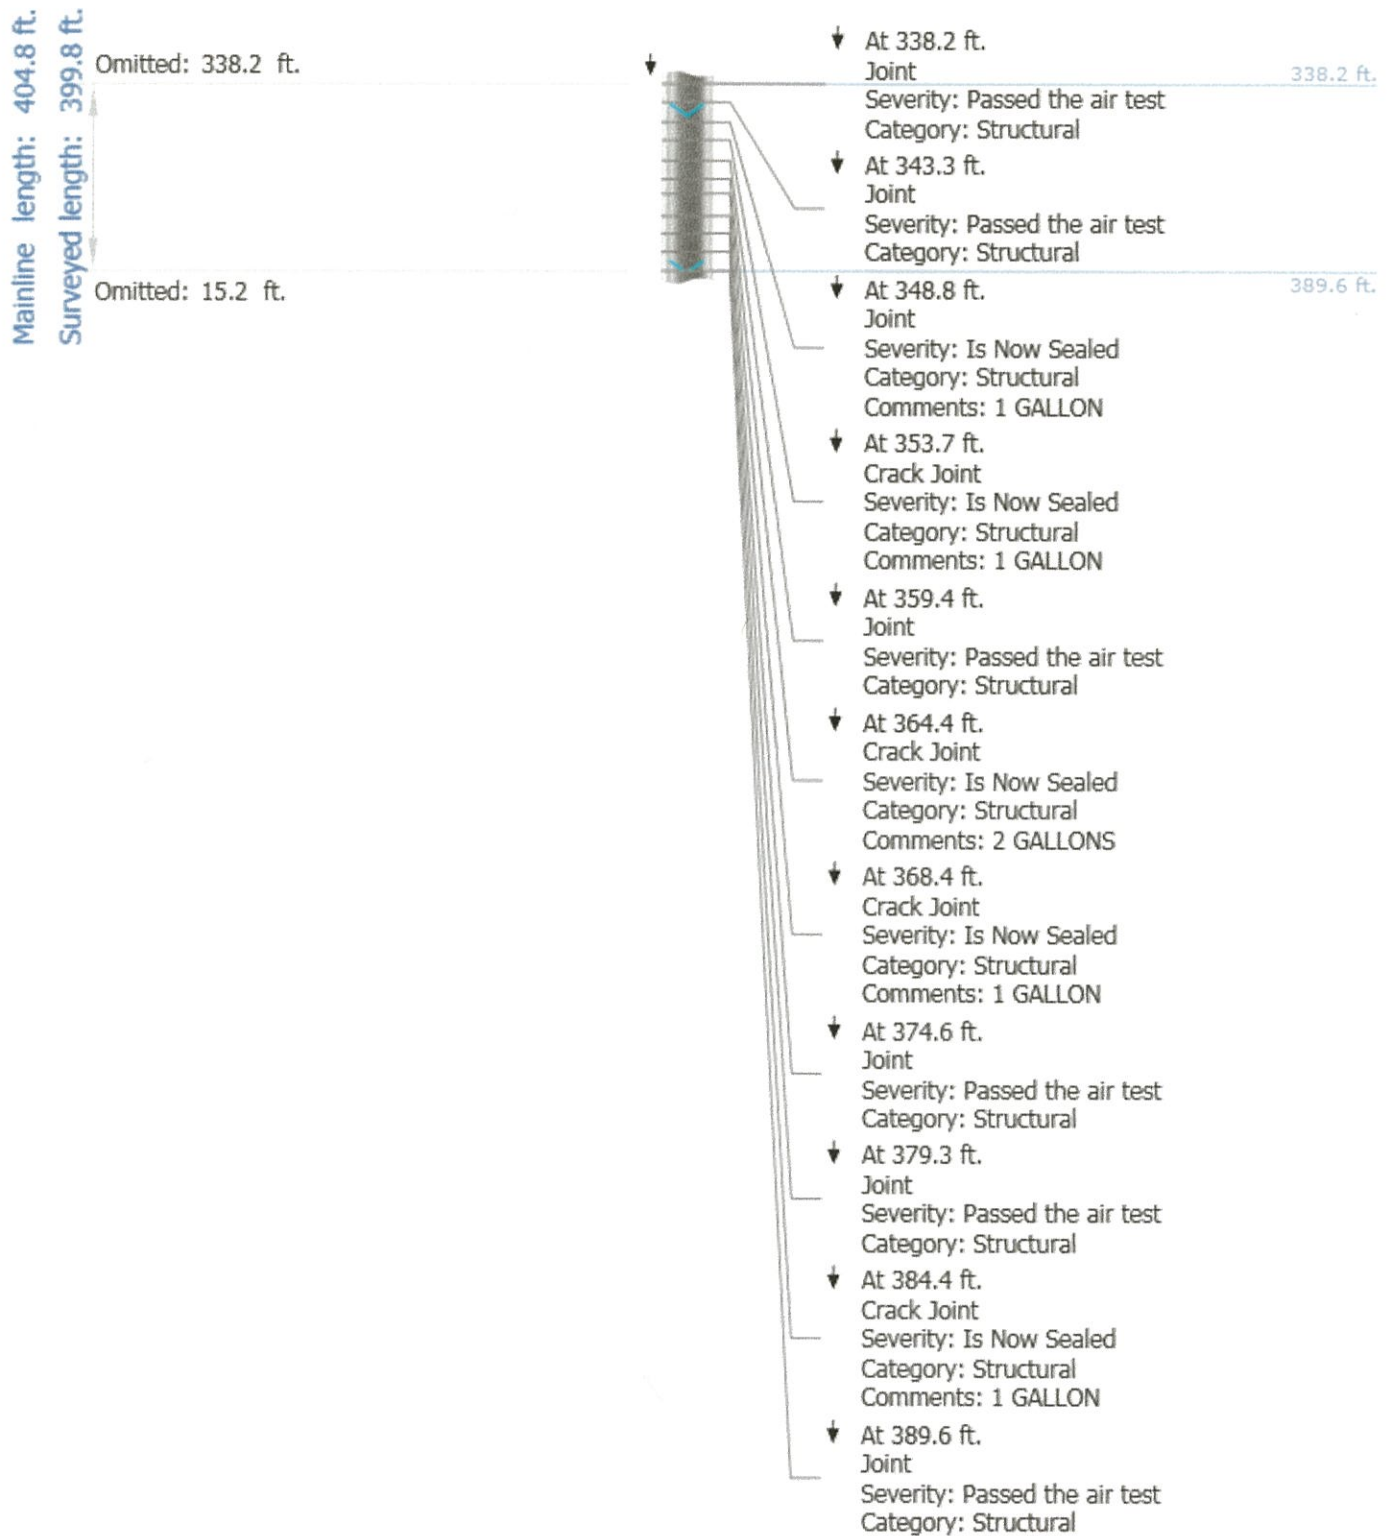 Mainline length: 404.8 ft.
Surveyed length: 399.8 ft.
Omitted: 338.2 ft.
Omitted: 15.2 ft.
338.2 ft.
389.6 ft.
At 338.2 ft.
Joint
Severity: Passed the air test
Category: Structural
At 343.3 ft.
Joint
Severity: Passed the air test
Category: Structural
At 348.8 ft.
Joint
Severity: Is Now Sealed
Category: Structural
Comments: 1 GALLON
At 353.7 ft.
Crack Joint
Severity: Is Now Sealed
Category: Structural
Comments: 1 GALLON
At 359.4 ft.
Joint
Severity: Passed the air test
Category: Structural
At 364.4 ft.
Crack Joint
Severity: Is Now Sealed
Category: Structural
Comments: 2 GALLONS
At 368.4 ft.
Crack Joint
Severity: Is Now Sealed
Category: Structural
Comments: 1 GALLON
At 374.6 ft.
Joint
Severity: Passed the air test
Category: Structural
At 379.3 ft.
Joint
Severity: Passed the air test
Category: Structural
At 384.4 ft.
Crack Joint
Severity: Is Now Sealed
Category: Structural
Comments: 1 GALLON
At 389.6 ft.
Joint
Severity: Passed the air test
Category: Structural